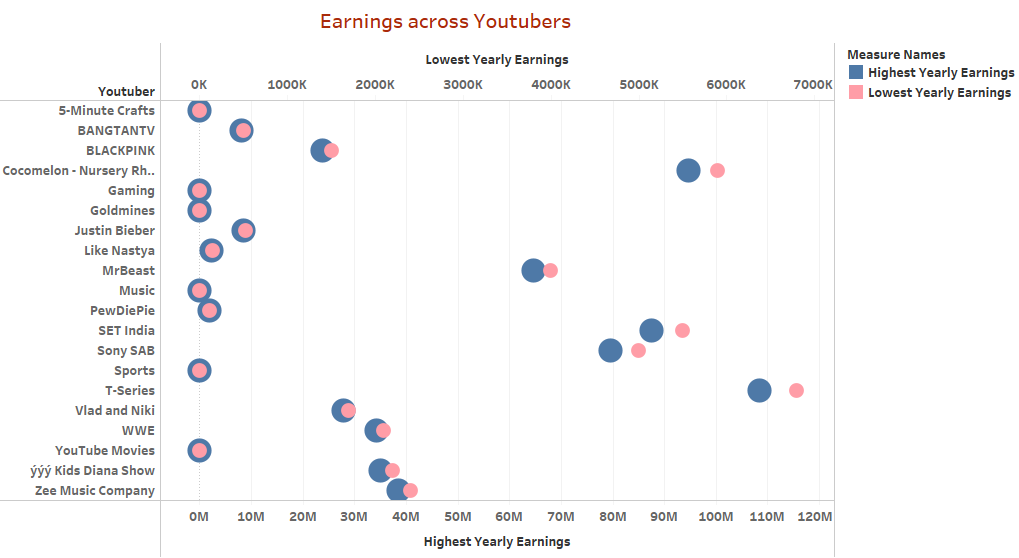 Earnings across Youtubers
Lowest Yearly Earnings
Measure Names
Highest Yearly Earnings
Lowest Yearly Earnings
Youtuber
0K 1000K 2000K 3000K 4000K 5000K 6000K 7000K
5-Minute Crafts
BANGTANTV
BLACKPINK
Cocomelon - Nursery Rh..
Gaming
Goldmines
Justin Bieber
Like Nastya
MrBeast
Music
PewDiePie
SET India
Sony SAB
Sports
T-Series
Vlad and Niki
WWE
YouTube Movies
ýýý Kids Diana Show
Zee Music Company
0M 10M 20M 30M 40M 50M 60M 70M 80M 90M 100M 110M 120M
Highest Yearly Earnings